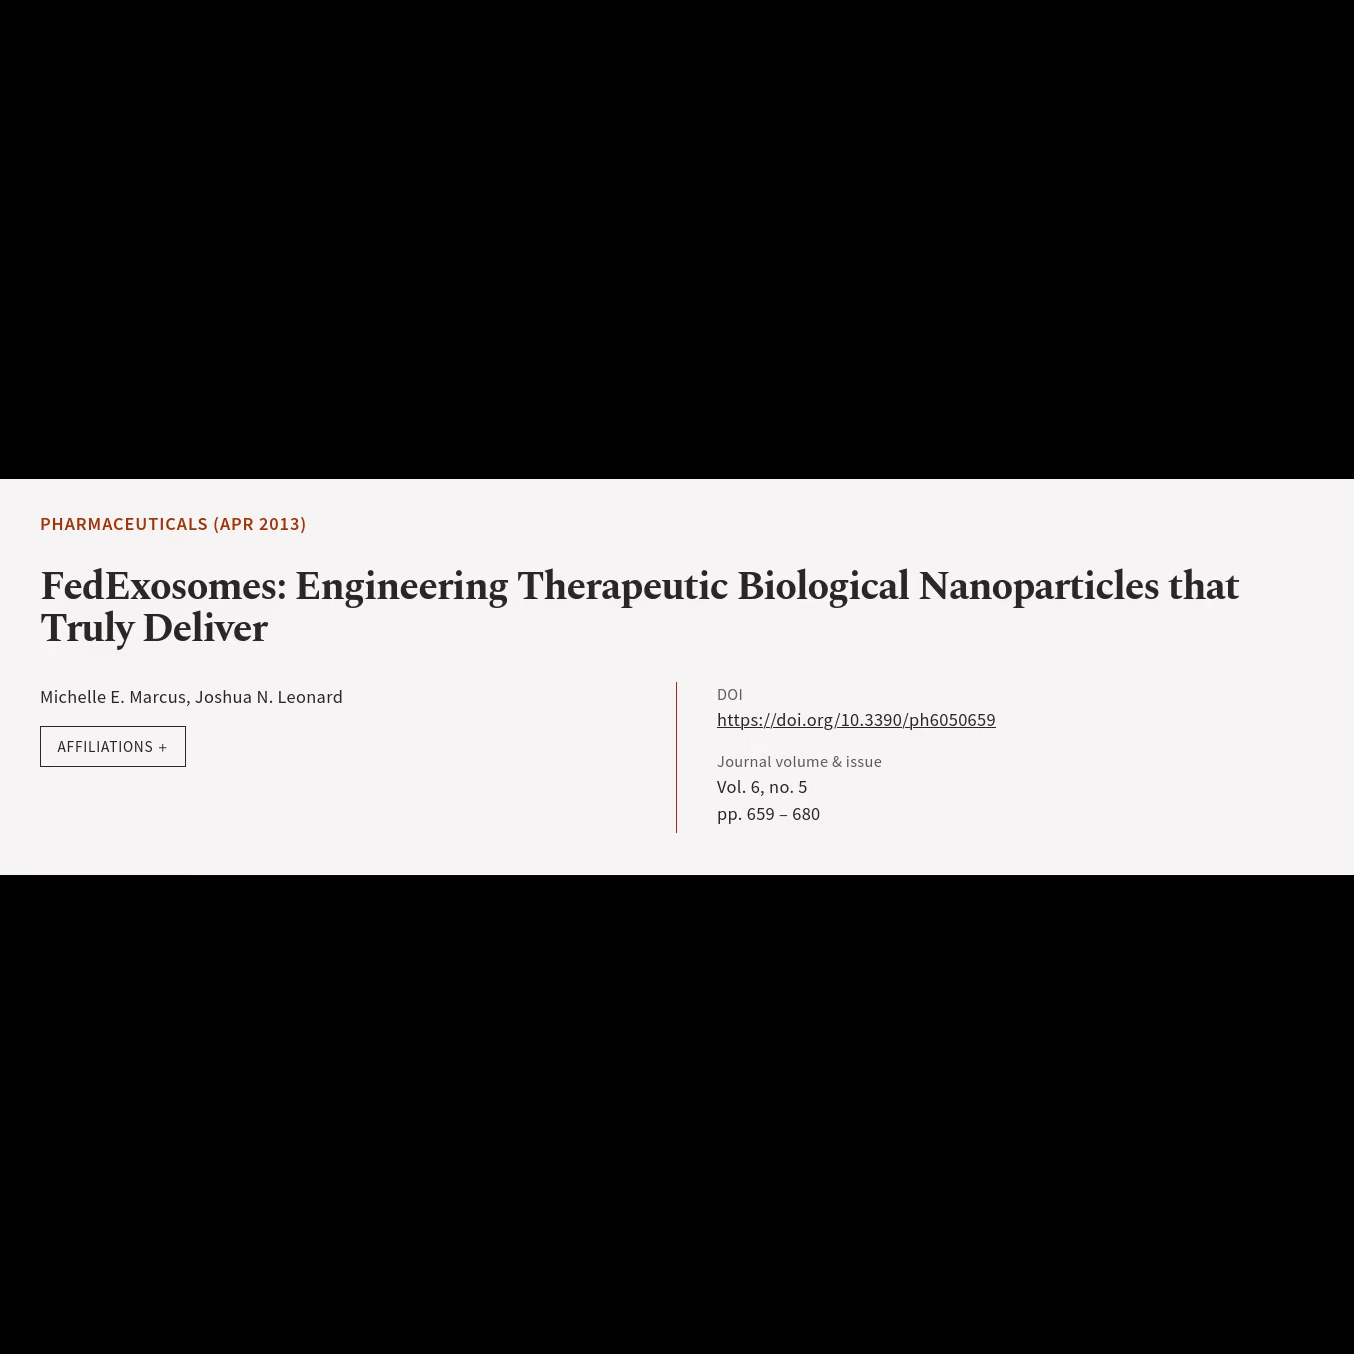 PHARMACEUTICALS (APR 2013)
FedExosomes: Engineering Therapeutic Biological Nanoparticles that
Truly Deliver
Michelle E. Marcus, Joshua N. Leonard
AFFILIATIONS +
DOI
https://doi.org/10.3390/ph6050659
Journal volume & issue
Vol. 6, no. 5
pp. 659 – 680